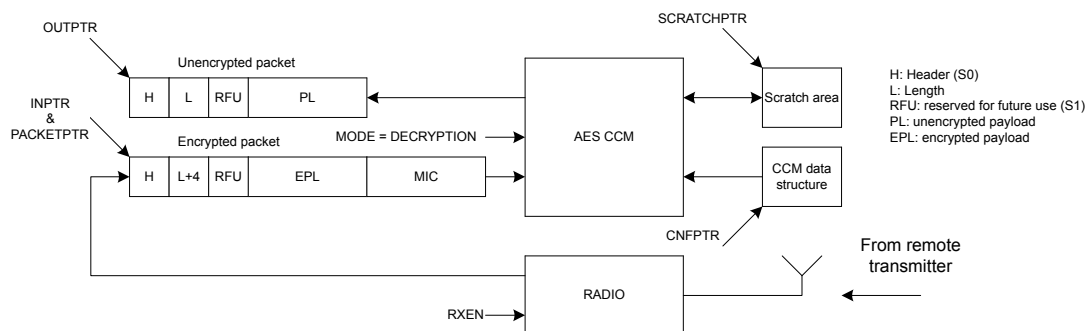 SCRATCHPTR
OUTPTR
Unencrypted packet
H L RFU PL
INPTR
&
PACKETPTR
Encrypted packet
H L+4 RFU EPL MIC
MODE = DECRYPTION
AES CCM
Scratch area
CCM data
structure
CNFPTR
H: Header (S0)
L: Length
RFU: reserved for future use (S1)
PL: unencrypted payload
EPL: encrypted payload
From remote
transmitter
RADIO
RXEN